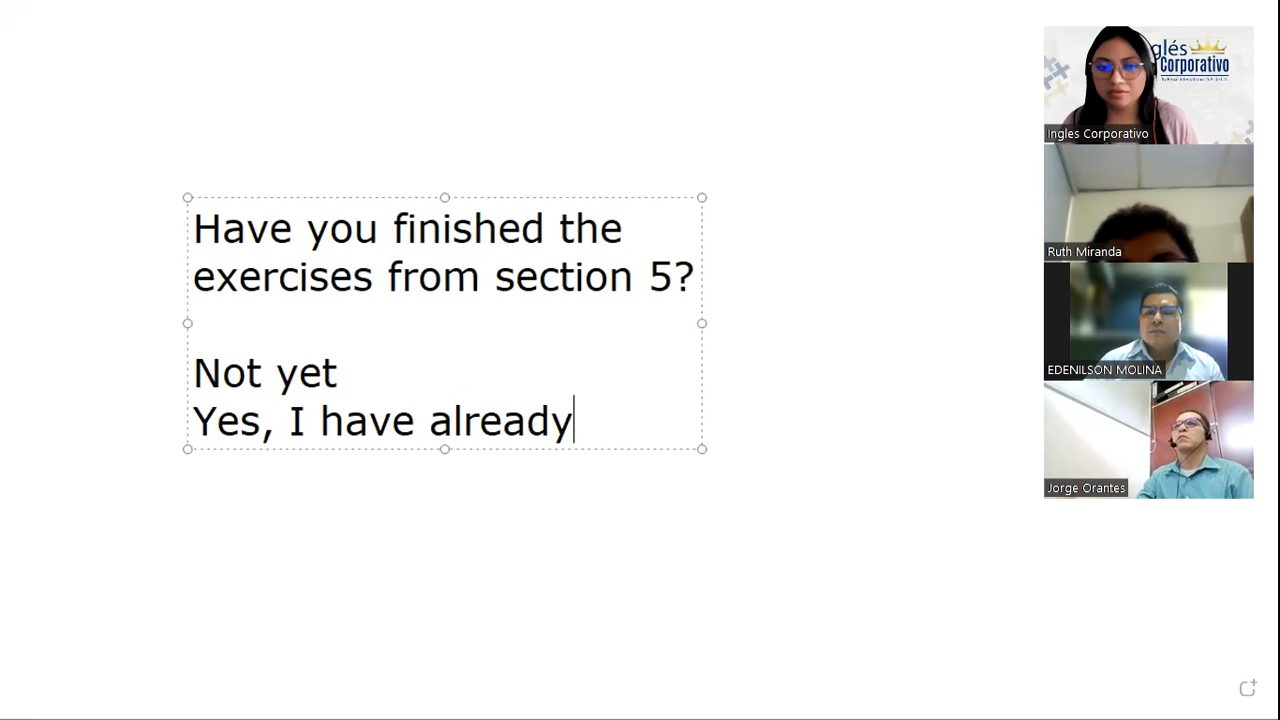 Have you finished the
exercises from section 5?
Not yet
Yes, I have already
glés
Corporativo
Ingles Corporativo
Ruth Miranda
EDENILSON MOLINA
Jorge Orantes